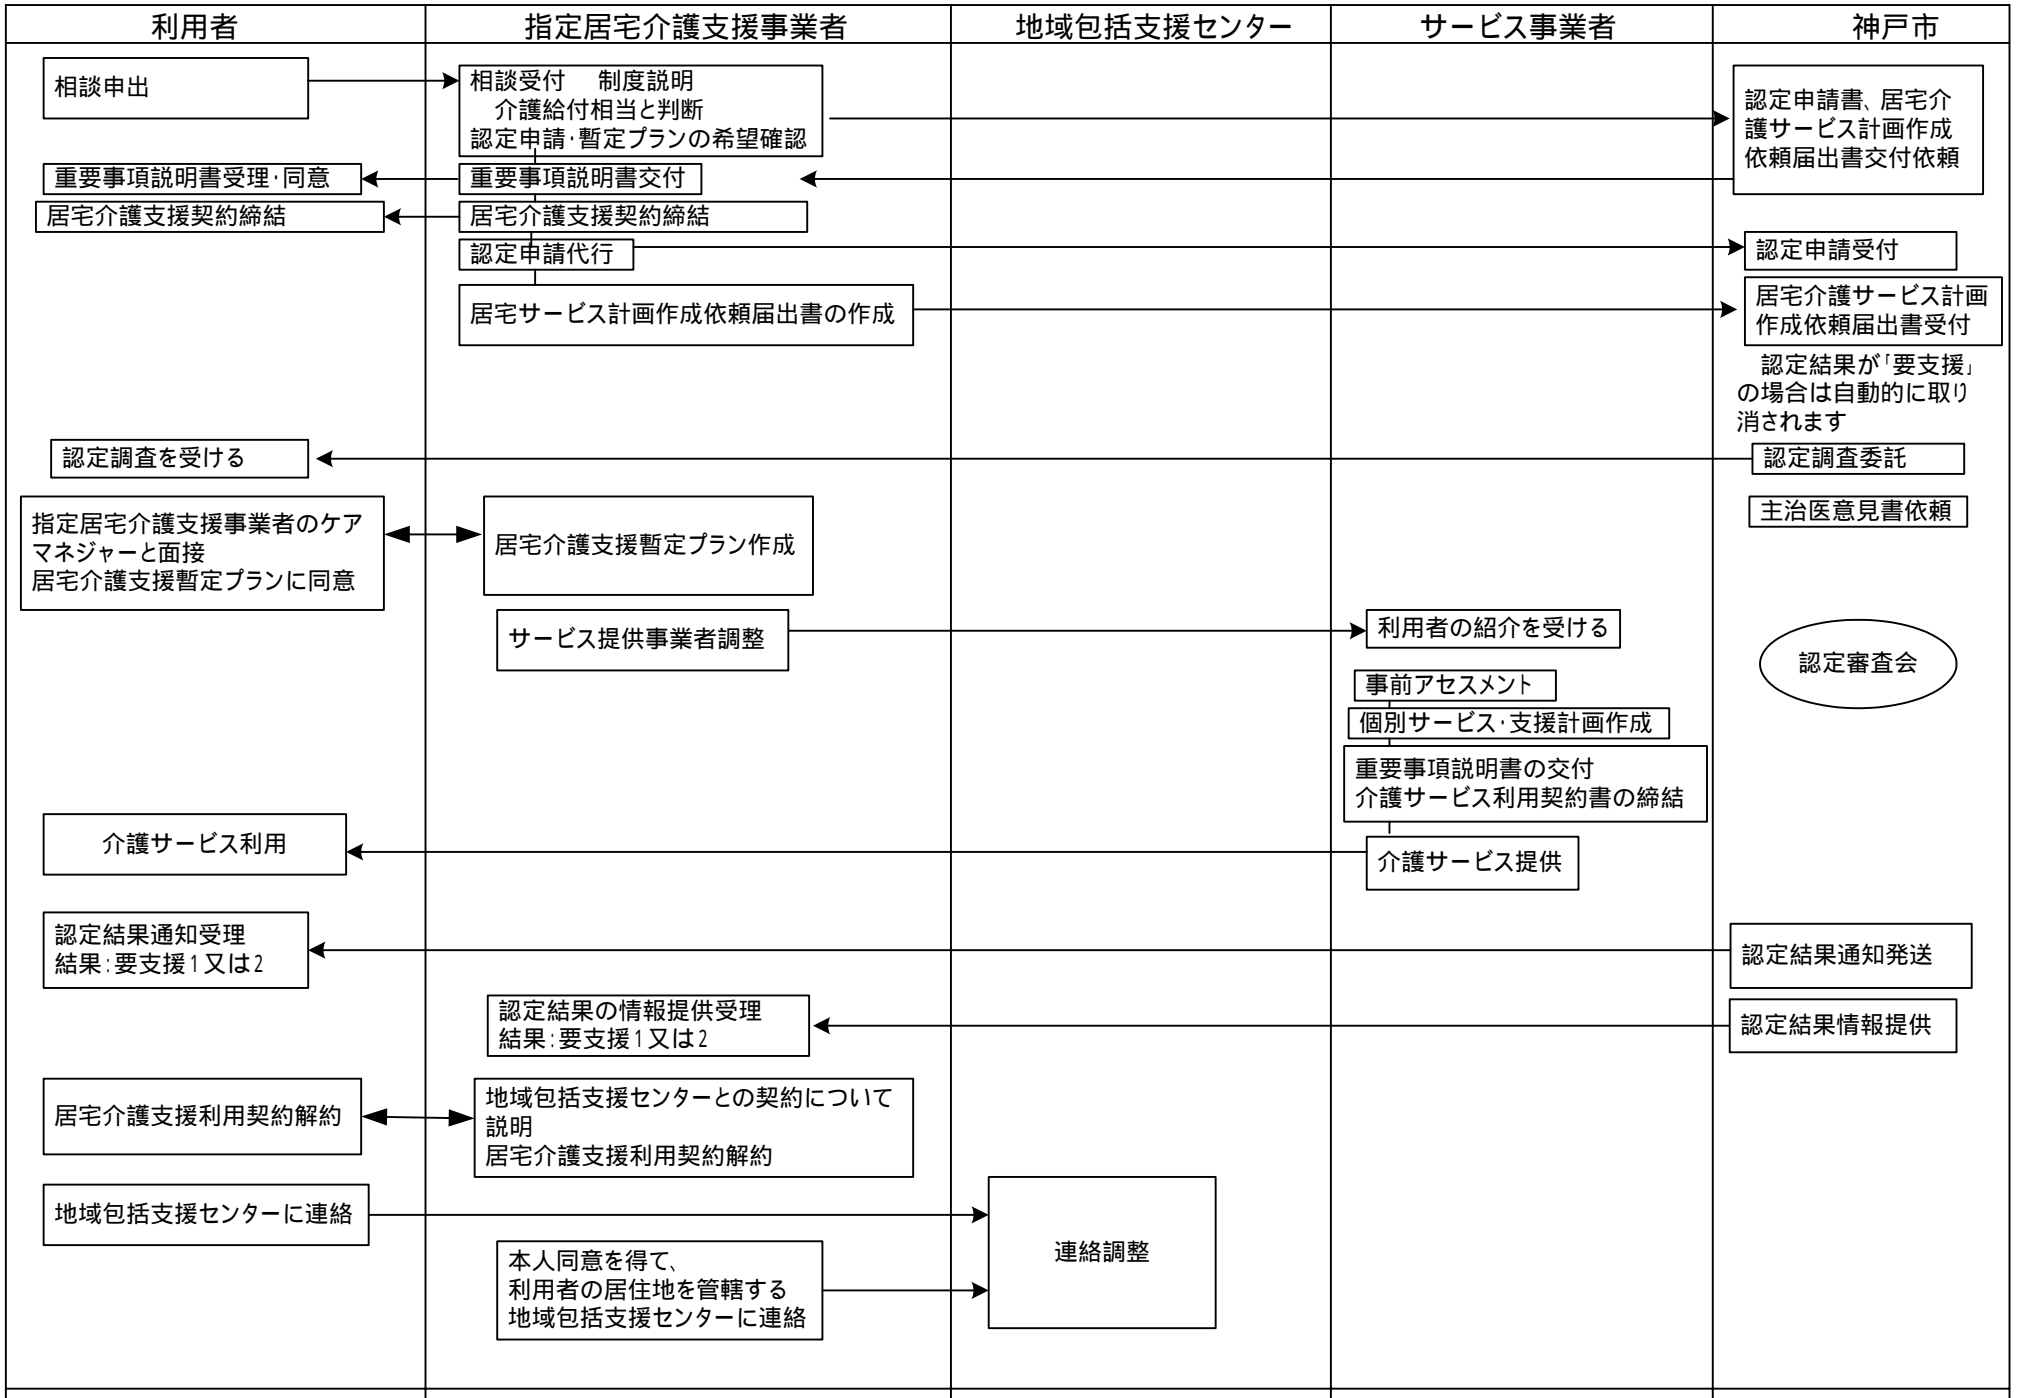 利用者
指定居宅介護支援事業者
地域包括支援センター
サービス事業者
神戸市
相談申出
相談受付　制度説明
介護給付相当と判断
認定申請・暫定プランの希望確認
認定申請書、居宅介
護サービス計画作成
依頼届出書交付依頼
重要事項説明書受理・同意
重要事項説明書交付
居宅介護支援契約締結
居宅介護支援契約締結
認定申請代行
認定申請受付
居宅サービス計画作成依頼届出書の作成
居宅介護サービス計画
作成依頼届出書受付
認定結果が「要支援」
の場合は自動的に取り
消されます
認定調査を受ける
認定調査委託
指定居宅介護支援事業者のケア
マネジャーと面接
居宅介護支援暫定プランに同意
居宅介護支援暫定プラン作成
主治医意見書依頼
サービス提供事業者調整
利用者の紹介を受ける
認定審査会
事前アセスメント
個別サービス・支援計画作成
重要事項説明書の交付
介護サービス利用契約書の締結
介護サービス利用
介護サービス提供
認定結果通知受理
結果:要支援1又は2
認定結果通知発送
認定結果の情報提供受理
結果:要支援1又は2
認定結果情報提供
居宅介護支援利用契約解約
地域包括支援センターとの契約について
説明
居宅介護支援利用契約解約
地域包括支援センターに連絡
連絡調整
本人同意を得て、
利用者の居住地を管轄する
地域包括支援センターに連絡